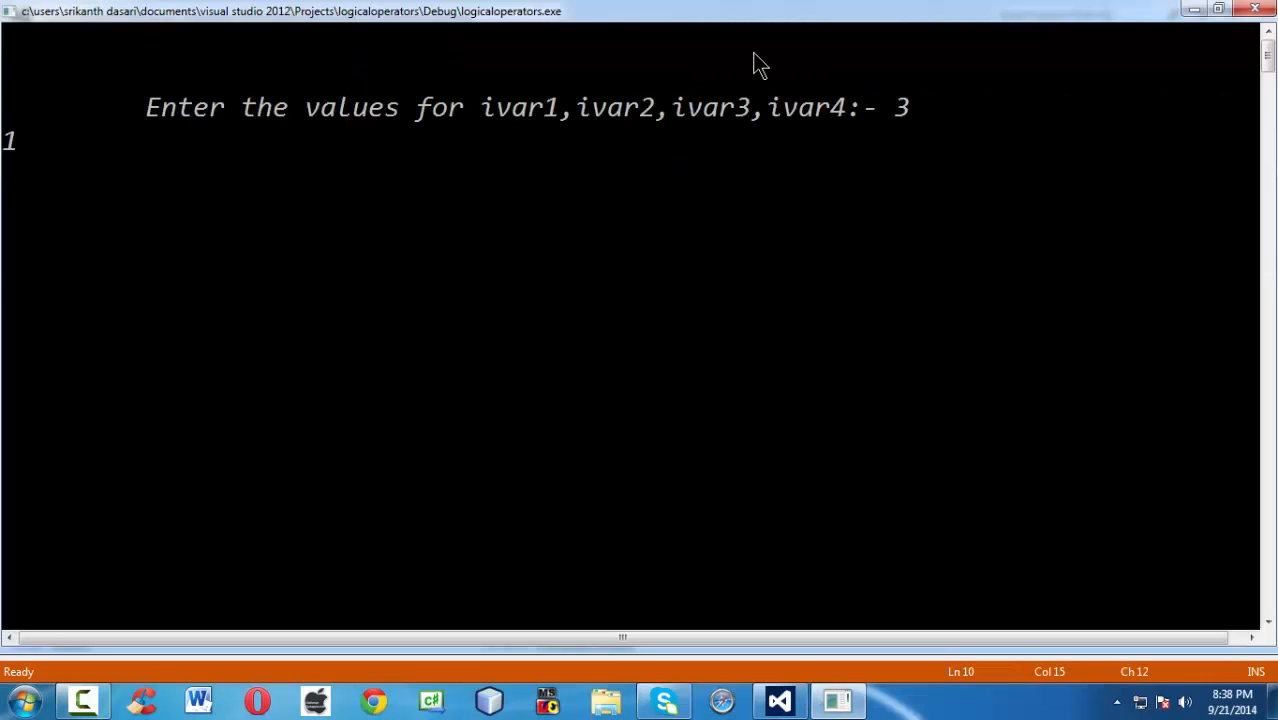 c:\users\srikanth dasari\documents\visual studio 2012\Projects\logicaloperators\Debug\logicaloperators.exe
Enter the values for ivar1,ivar2,ivar3,ivar4:- 3
1
Ready Ln 10 Col 15 Ch 12 INS
W C# MS
8:38 PM
9/21/2014